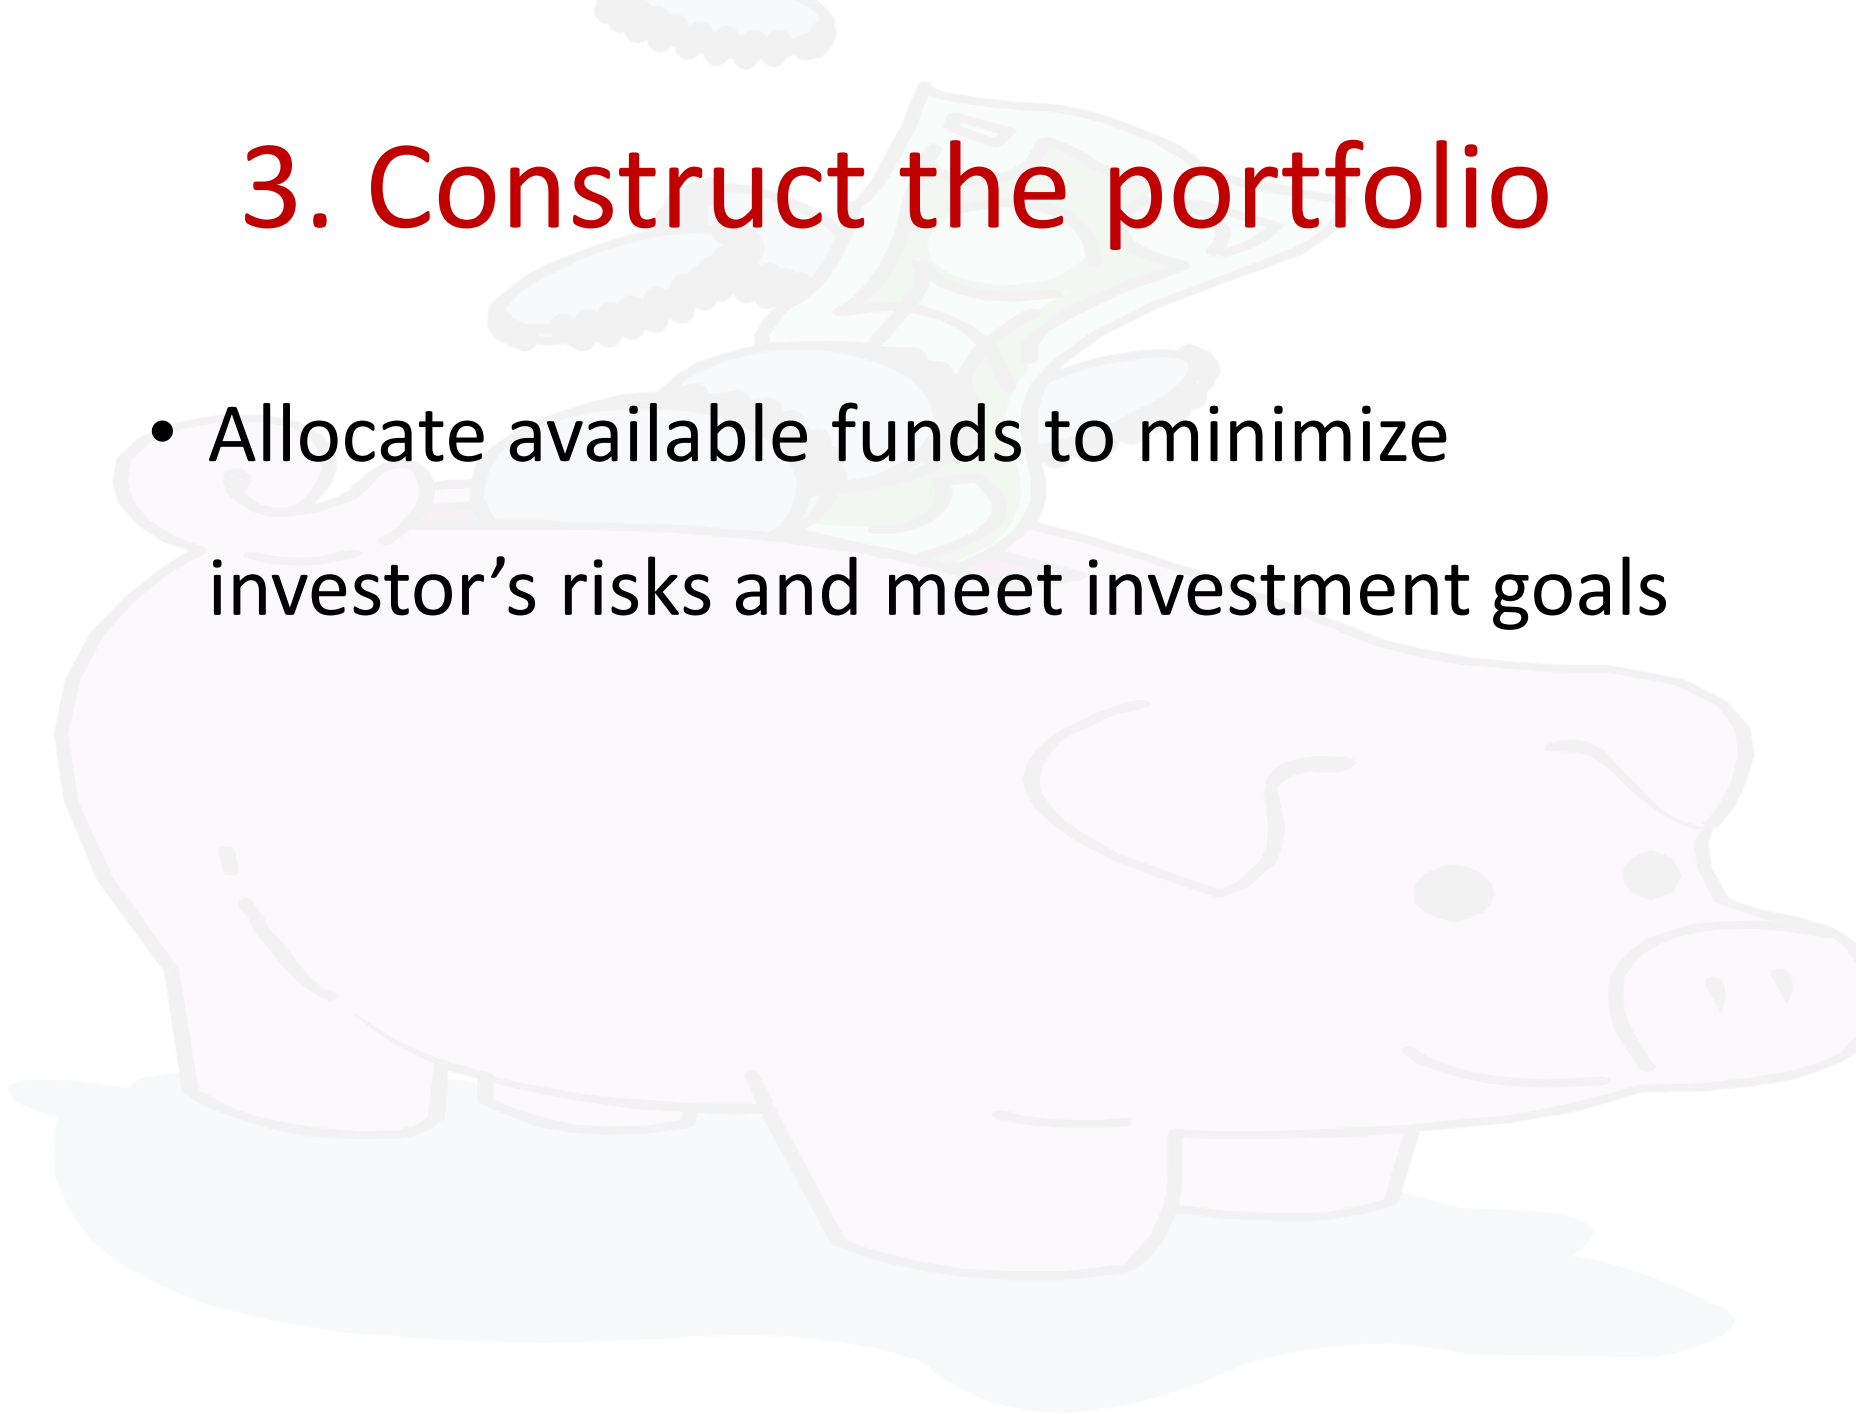 3. Construct the portfolio
• Allocate available funds to minimize
investor’s risks and meet investment goals